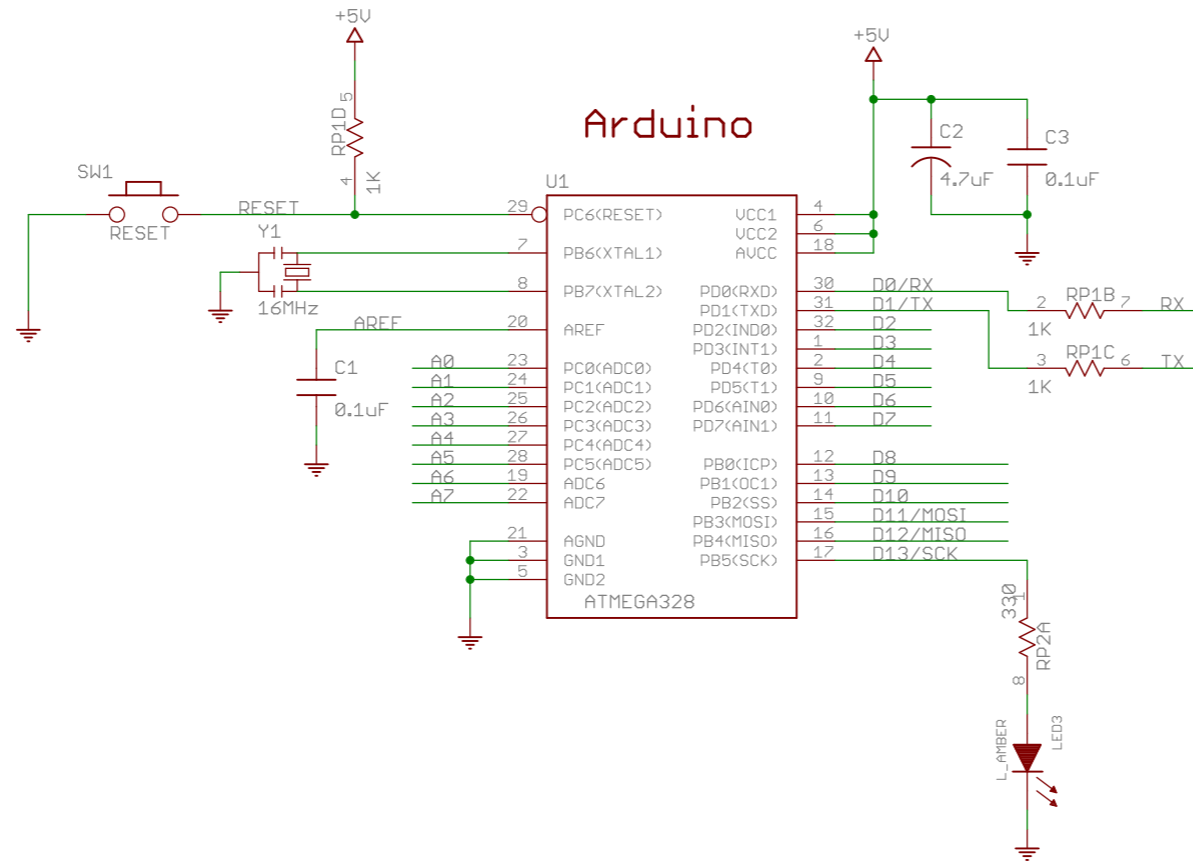 +5V
+5V
5
RP1D
4
1K
Arduino
C2
4.7uF
C3
0.1uF
SW1
RESET
RESET
Y1
16MHz
AREF
C1
0.1uF
U1
29 PC6(RESET) VCC1 4
VCC2 6
7 PB6(XTAL1) AVCC 18
8 PB7(XTAL2) PD0(RXD) 30 D0/RX
PD1(TXD) 31 D1/TX
20 AREF PD2(IND0) 32 D2
PD3(INT1) 1 D3
A0 23 PC0(ADC0) PD4(T0) 2 D4
A1 24 PC1(ADC1) PD5(T1) 9 D5
A2 25 PC2(ADC2) PD6(AIN0) 10 D6
A3 26 PC3(ADC3) PD7(AIN1) 11 D7
A4 27 PC4(ADC4)
A5 28 PC5(ADC5) PB0(ICP) 12 D8
A6 19 ADC6 PB1(OC1) 13 D9
A7 22 ADC7 PB2(SS) 14 D10
PB3(MOSI) 15 D11/MOSI
21 AGND PB4(MISO) 16 D12/MISO
3 GND1 PB5(SCK) 17 D13/SCK
5 GND2
ATMEGA328
2 RP1B 7 RX
1K
3 RP1C 6 TX
1K
330
1
RP2A
8
L_AMBER
LED3